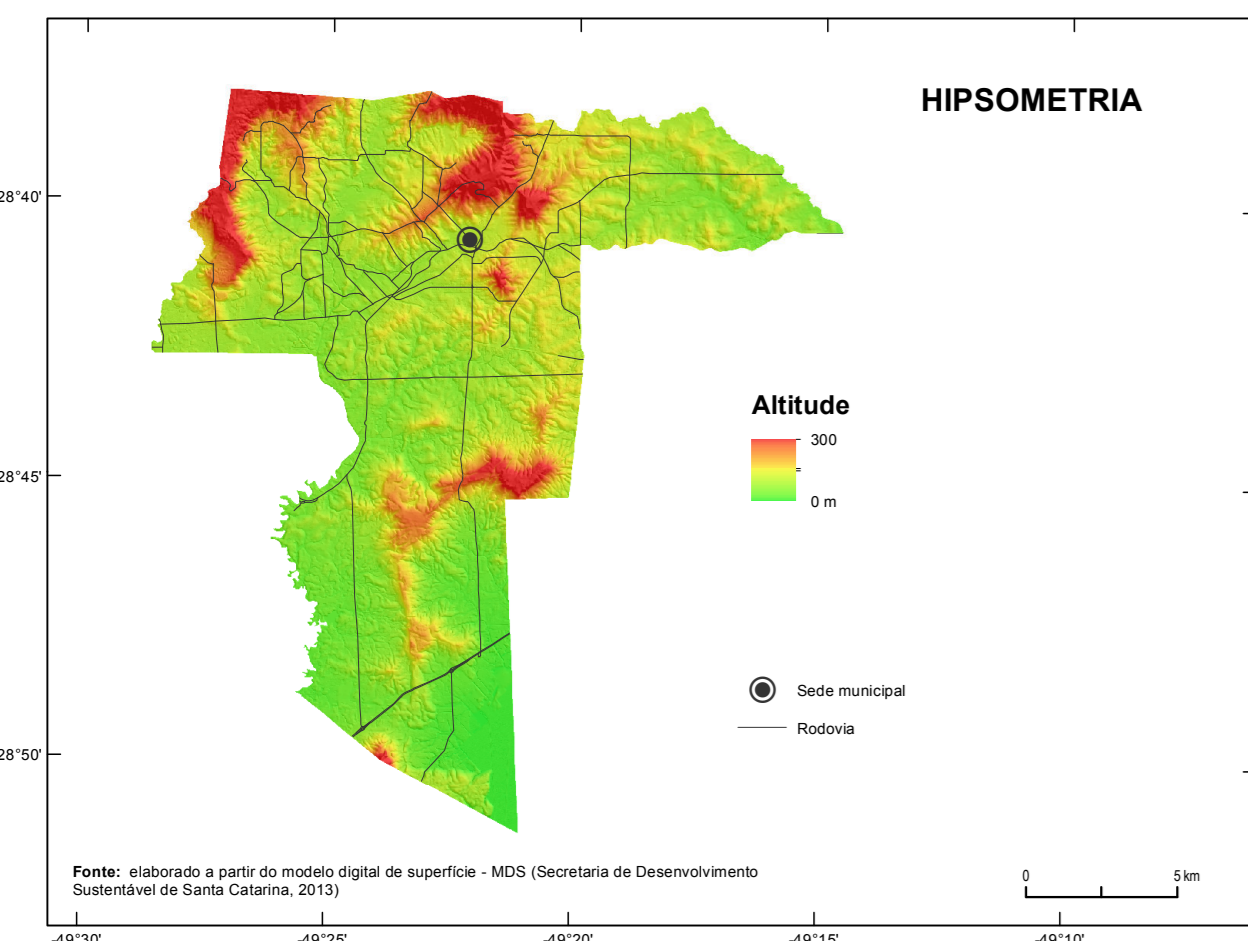 HIPSOMETRIA
28°40'
Altitude
300
28°45'
0 m
Sede municipal
Rodovia
28°50'
Fonte: elaborado a partir do modelo digital de superfície - MDS (Secretaria de Desenvolvimento
Sustentável de Santa Catarina, 2013)
0 5 km
-49°30' -49°25' -49°20' -49°15' -49°10'